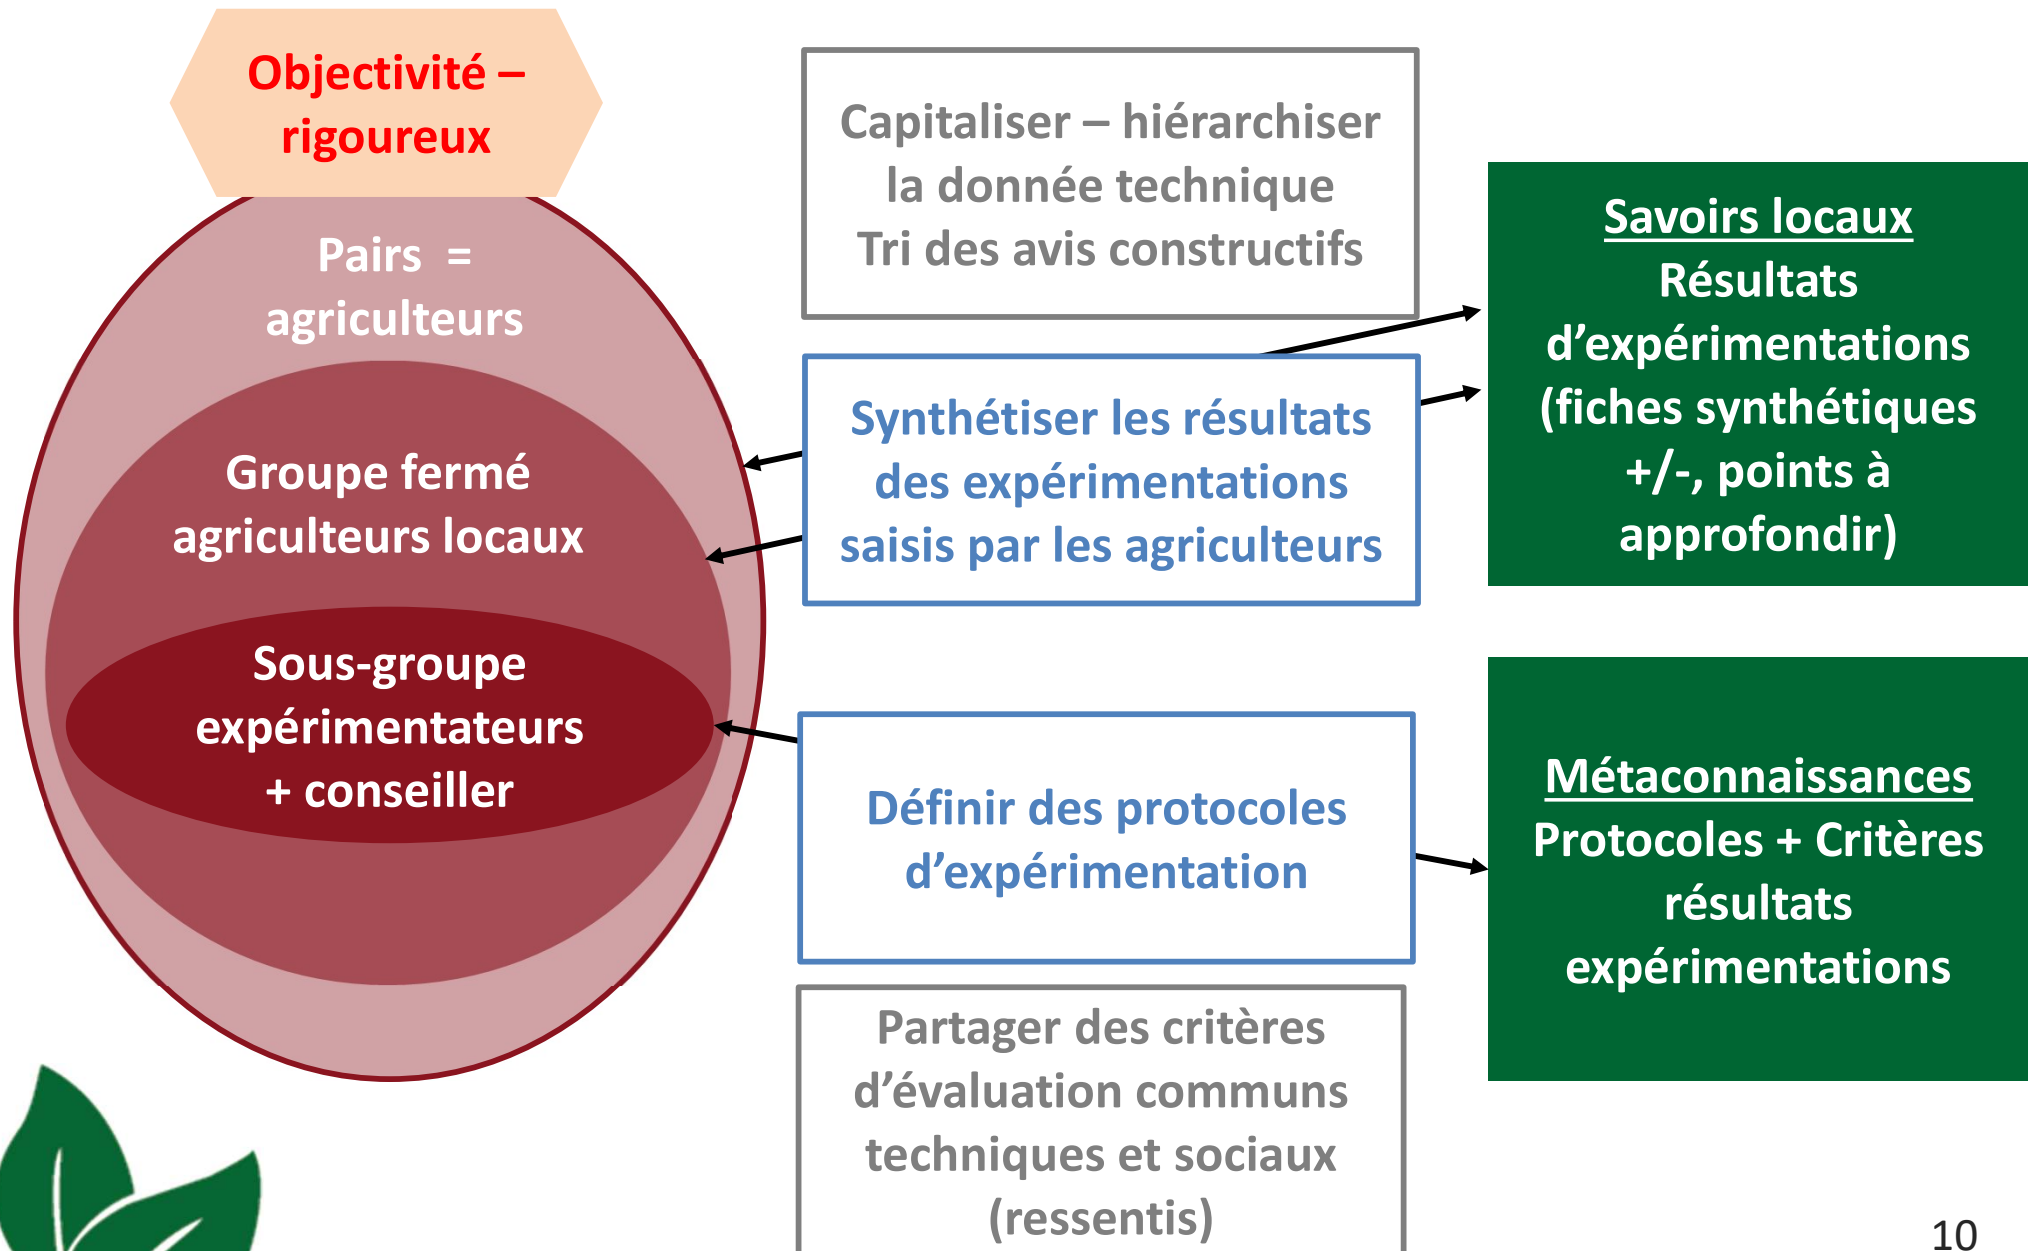 Objectivité –
rigoureux
Pairs =
agriculteurs
Groupe fermé
agriculteurs locaux
Sous-groupe
expérimentateurs
+ conseiller
Capitaliser – hiérarchiser
la donnée technique
Tri des avis constructifs
Synthétiser les résultats
des expérimentations
saisis par les agriculteurs
Définir des protocoles
d’expérimentation
Partager des critères
d’évaluation communs
techniques et sociaux
(ressentis)
Savoirs locaux
Résultats
d’expérimentations
(fiches synthétiques
+/-, points à
approfondir)
Métaconnaissances
Protocoles + Critères
résultats
expérimentations
10